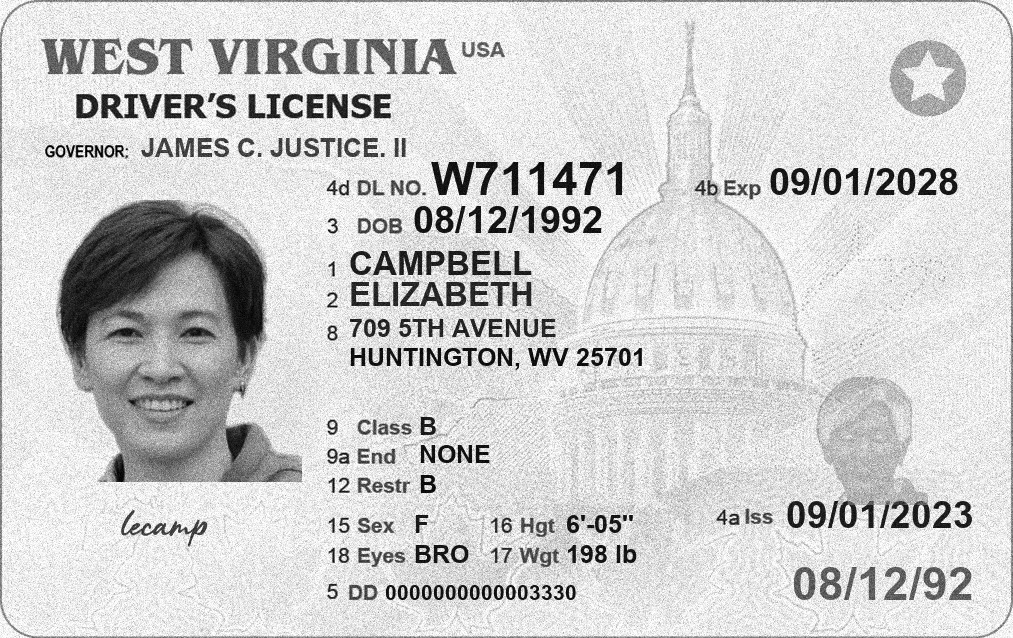 WEST VIRGINIA USA
DRIVER'S LICENSE
GOVERNOR: JAMES C. JUSTICE. II
4d DL NO. W711471 4b Exp 09/01/2028
3 DOB 08/12/1992
1 CAMPBELL
2 ELIZABETH
8 709 5TH AVENUE
HUNTINGTON, WV 25701
9 Class B
9a End NONE
12 Restr B
15 Sex F 16 Hgt 6'-05"
18 Eyes BRO 17 Wgt 198 lb
5 DD 0000000000003330
lecamp
4a Iss 09/01/2023
08/12/92